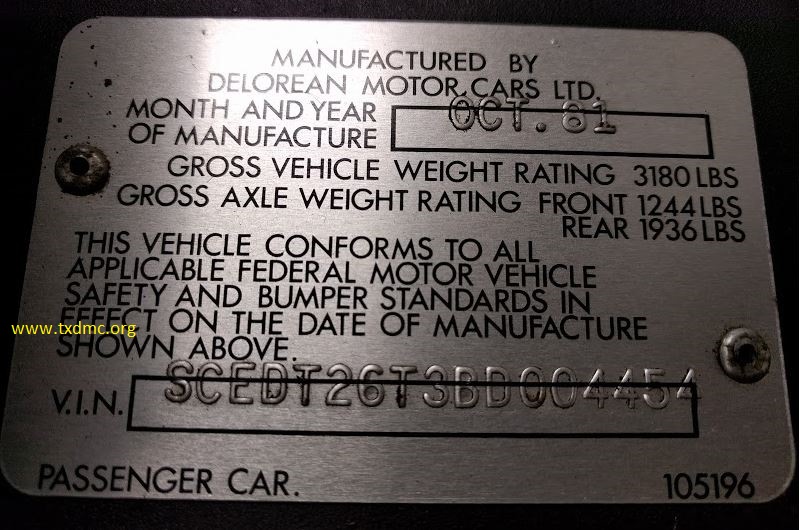 MANUFACTURED BY
DELOREAN MOTOR CARS LTD.
MONTH AND YEAR
OF MANUFACTURE
OCT. 81
GROSS VEHICLE WEIGHT RATING 3180 LBS
GROSS AXLE WEIGHT RATING FRONT 1244 LBS
REAR 1936 LBS
THIS VEHICLE CONFORMS TO ALL
APPLICABLE FEDERAL MOTOR VEHICLE
SAFETY AND BUMPER STANDARDS IN
EFFECT ON THE DATE OF MANUFACTURE
SHOWN ABOVE.
www.txdmc.org
V.I.N. SCEDT26T3BD004454
PASSENGER CAR. 105196